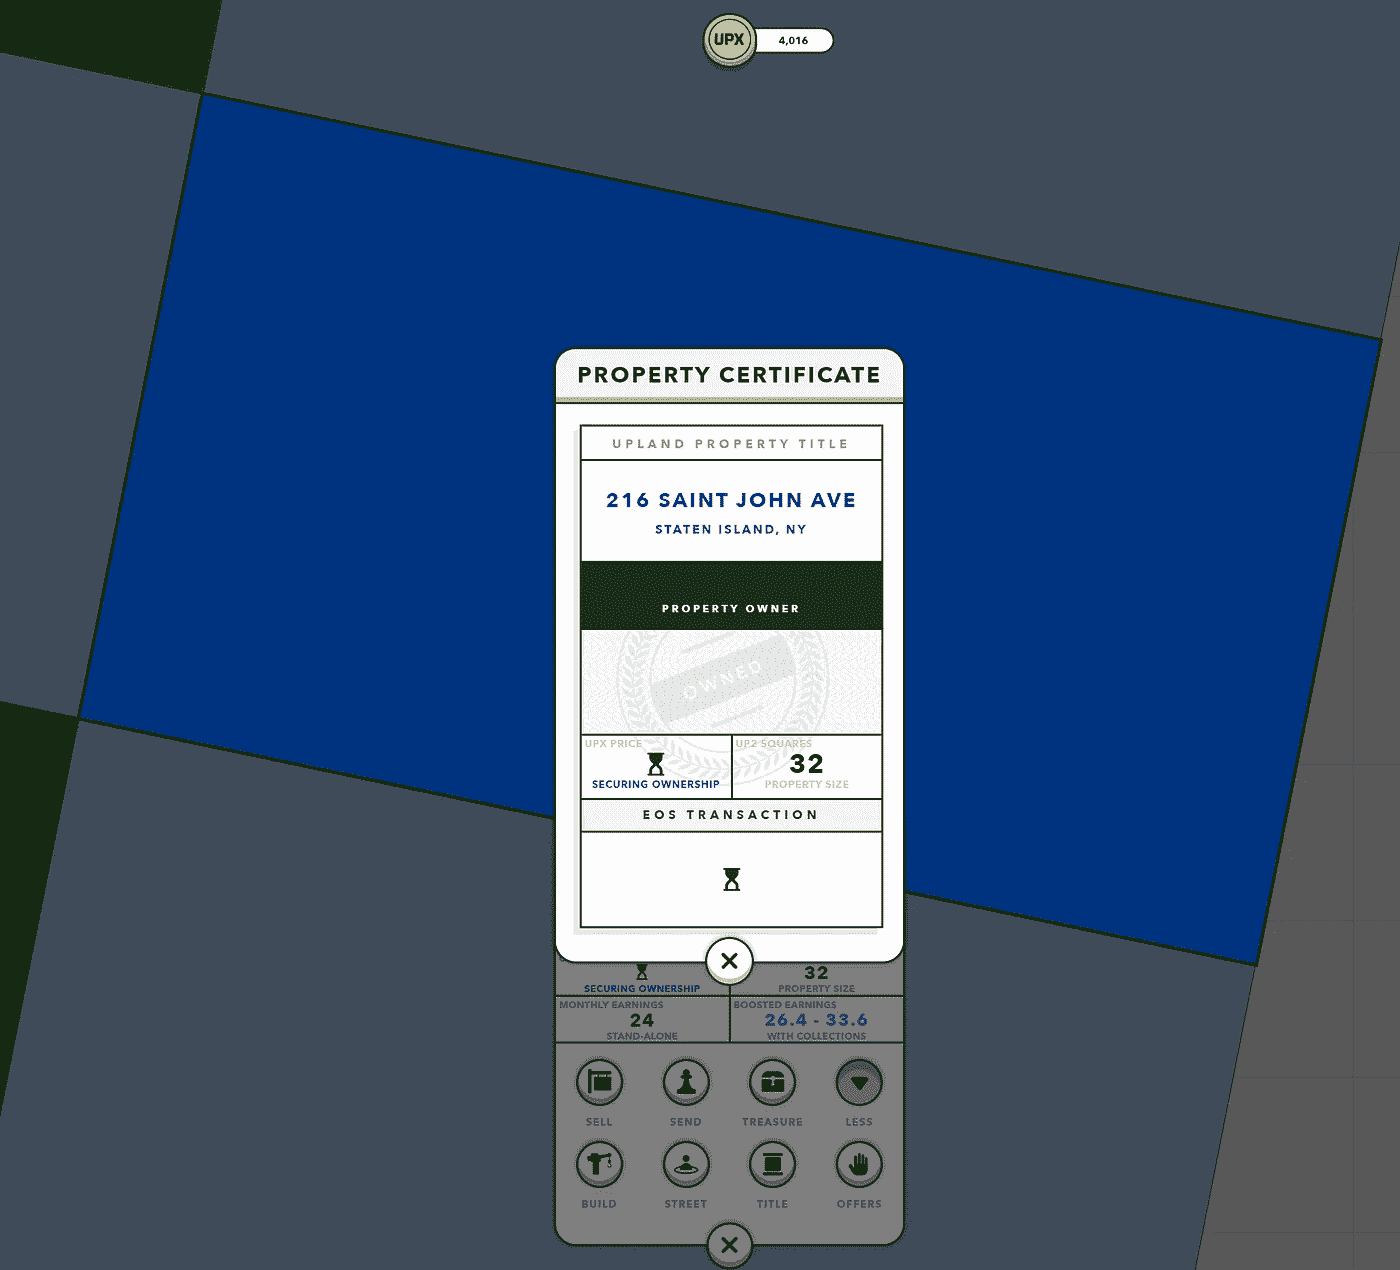 UPX 4,016
PROPERTY CERTIFICATE
UPLAND PROPERTY TITLE
216 SAINT JOHN AVE
STATEN ISLAND, NY
PROPERTY OWNER
OWNED
UPX PRICE UP2 SQUARES
32
SECURING OWNERSHIP PROPERTY SIZE
EOS TRANSACTION
32
SECURING OWNERSHIP PROPERTY SIZE
MONTHLY EARNINGS BOOSTED EARNINGS
24 26.4 - 33.6
STAND-ALONE WITH COLLECTIONS
SELL SEND TREASURE LESS
BUILD STREET TITLE OFFERS